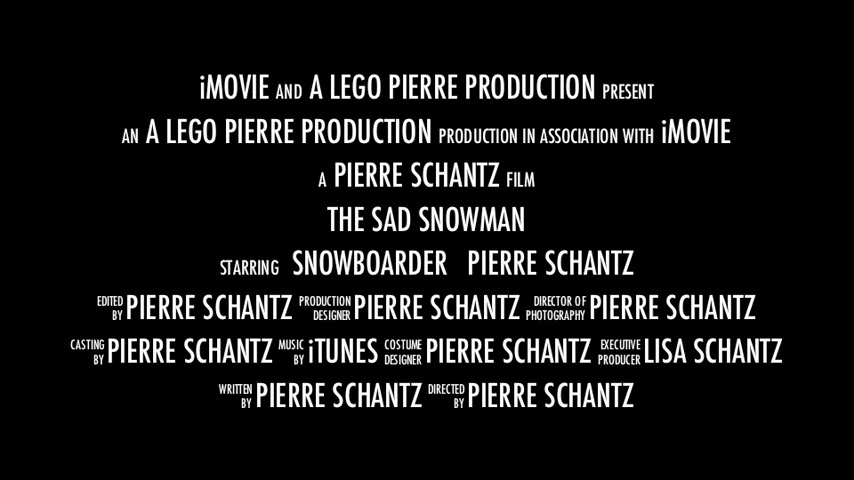 iMOVIE AND A LEGO PIERRE PRODUCTION PRESENT
AN A LEGO PIERRE PRODUCTION PRODUCTION IN ASSOCIATION WITH iMOVIE
A PIERRE SCHANTZ FILM
THE SAD SNOWMAN
STARRING SNOWBOARDER PIERRE SCHANTZ
EDITED BY PIERRE SCHANTZ PRODUCTION DESIGNER PIERRE SCHANTZ DIRECTOR OF PHOTOGRAPHY PIERRE SCHANTZ
CASTING BY PIERRE SCHANTZ MUSIC BY iTUNES COSTUME DESIGNER PIERRE SCHANTZ EXECUTIVE PRODUCER LISA SCHANTZ
WRITTEN BY PIERRE SCHANTZ DIRECTED BY PIERRE SCHANTZ